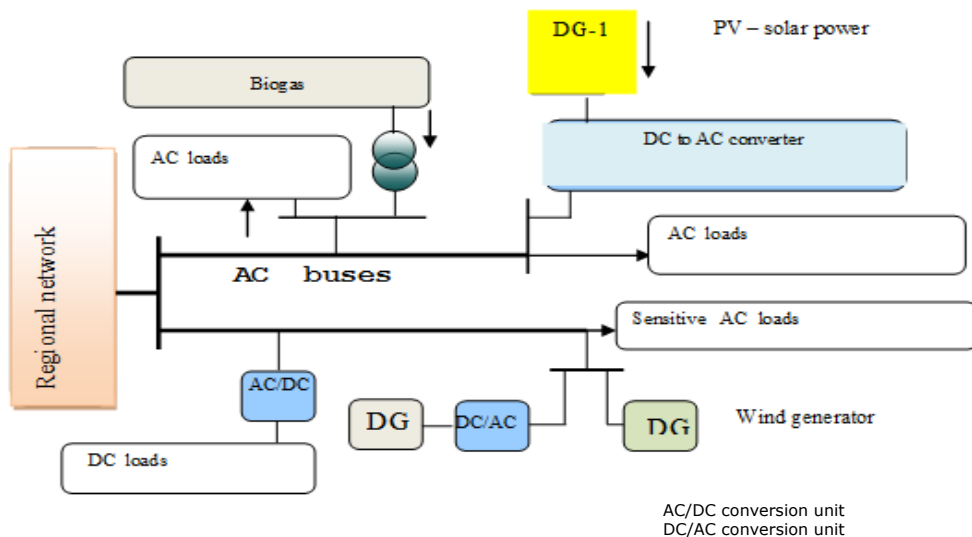 DG-1
PV – solar power
Biogas
DC to AC converter
AC loads
Regional network
AC loads
AC buses
Sensitive AC loads
AC/DC
DG
DC/AC
DG
Wind generator
DC loads
AC/DC conversion unit
DC/AC conversion unit